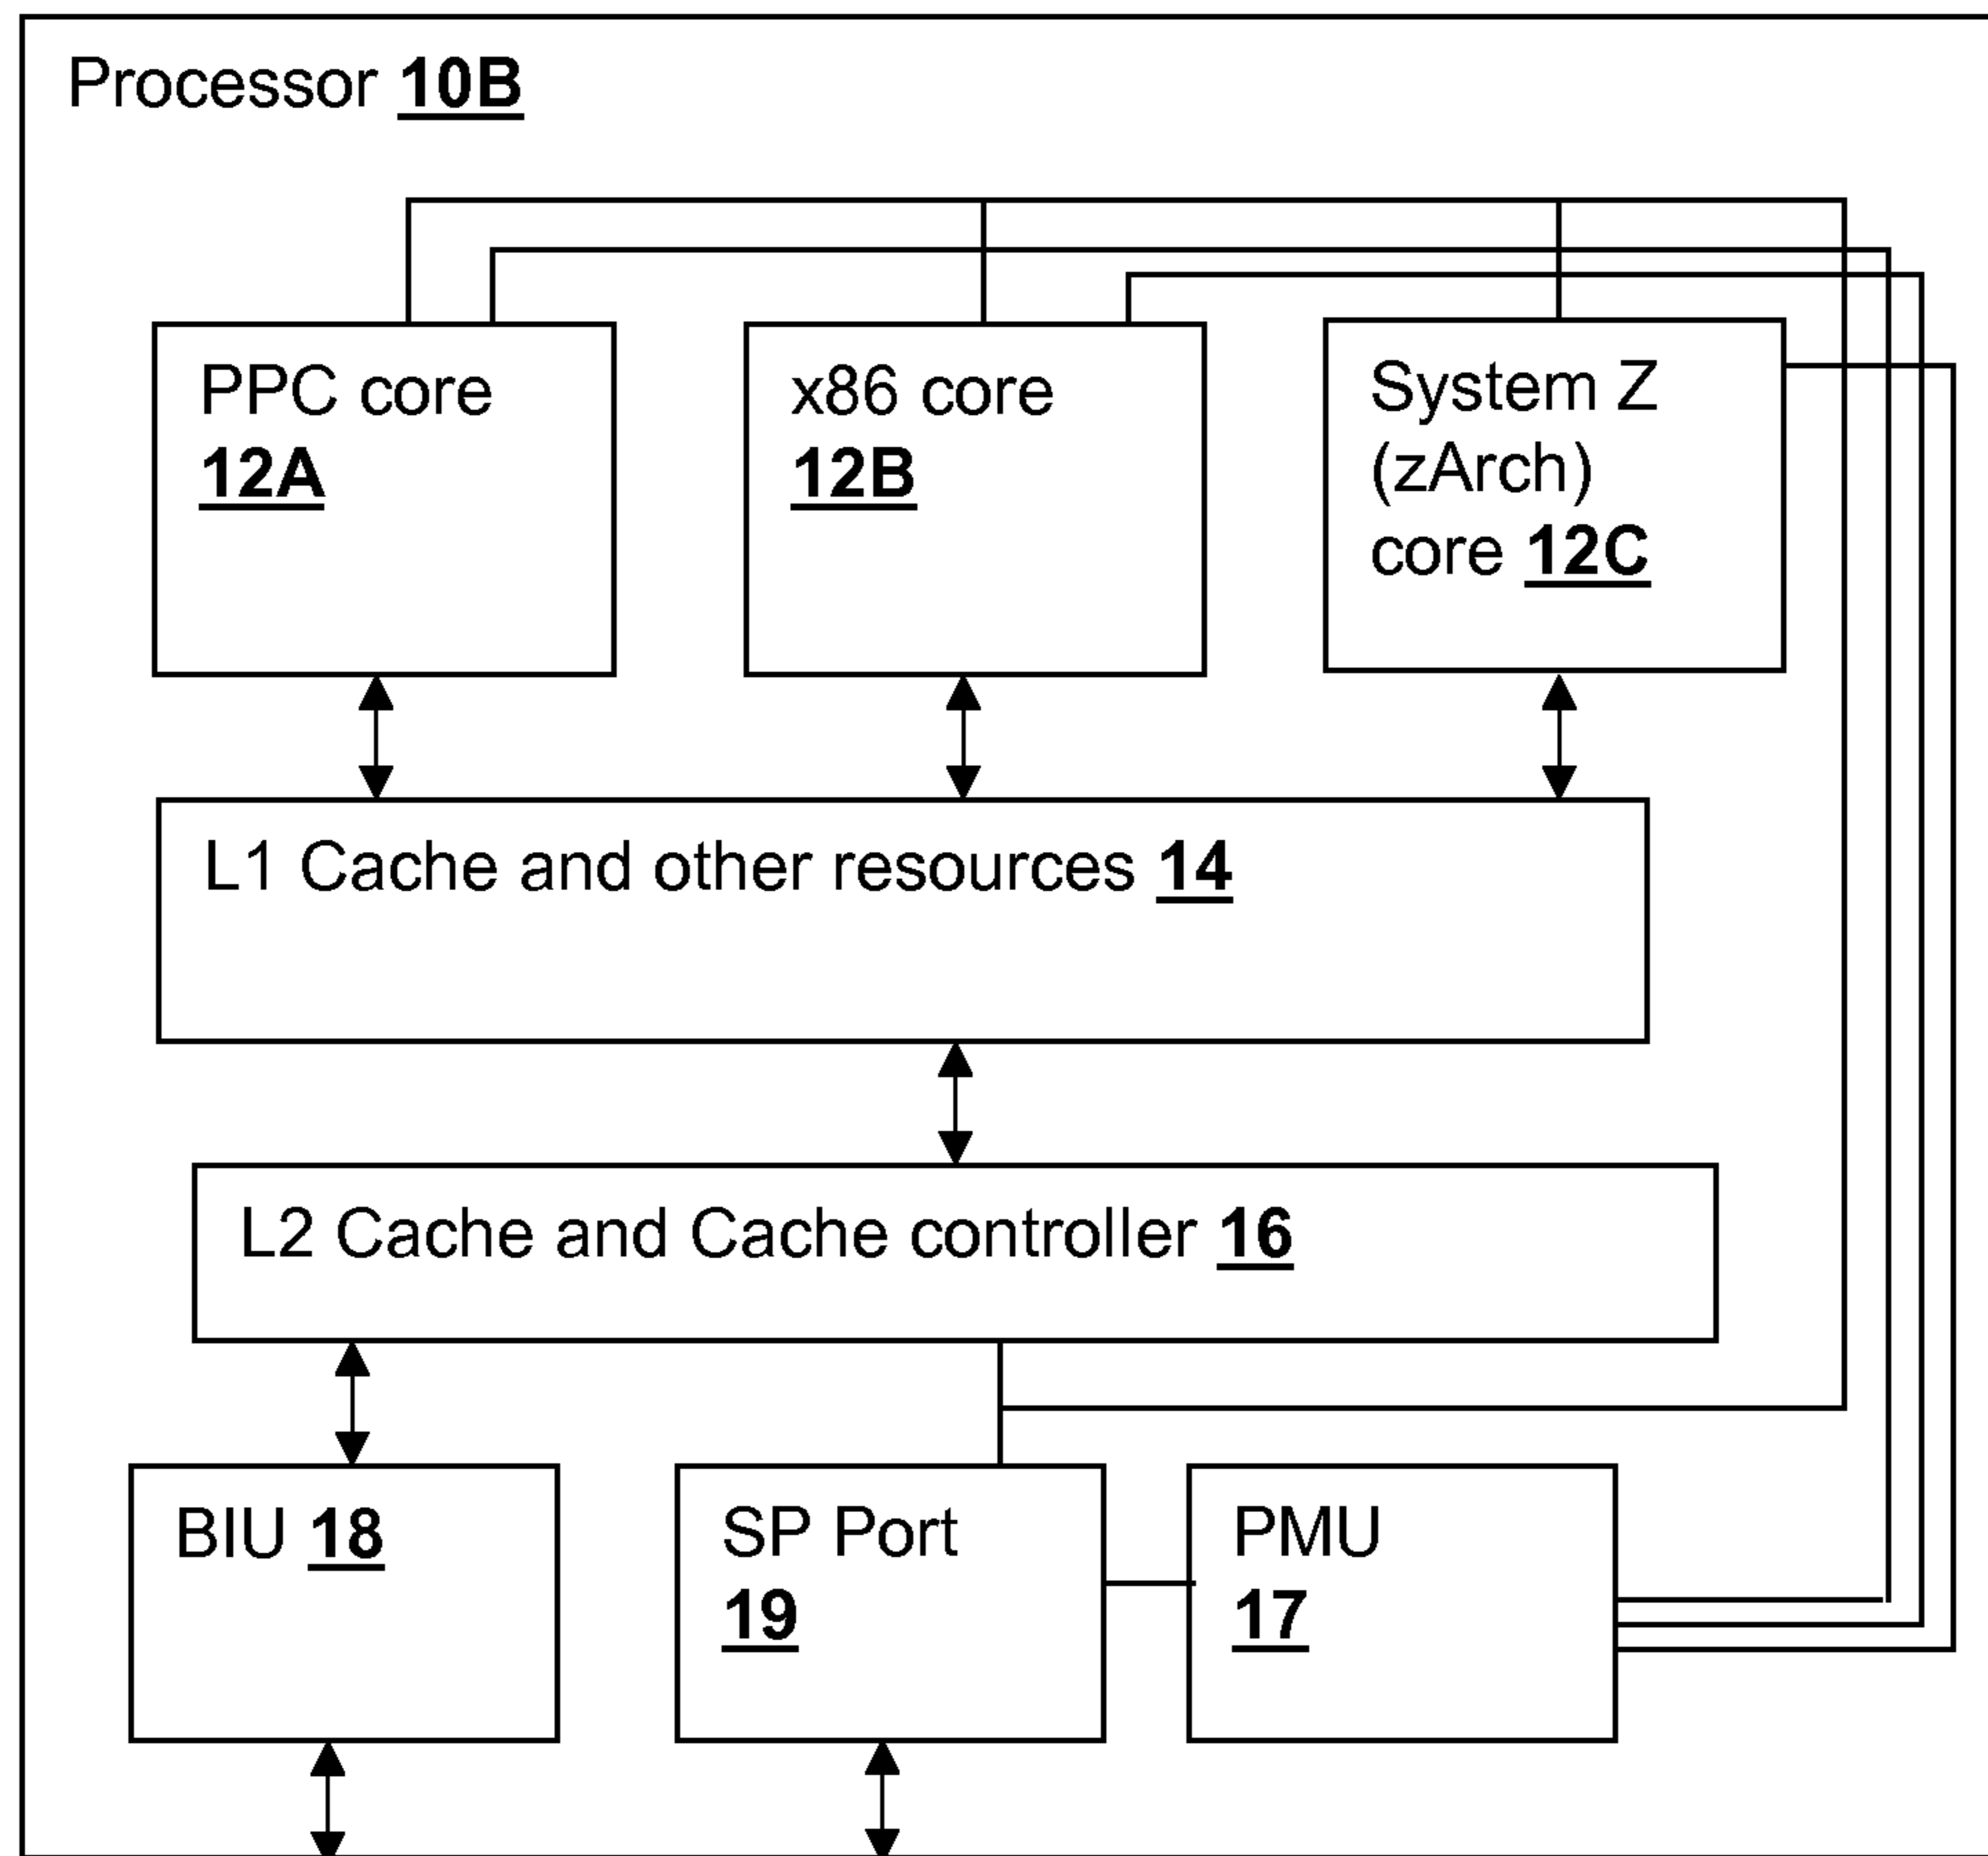 Processor 10B
PPC core
12A
x86 core
12B
System Z
(zArch)
core 12C
L1 Cache and other resources 14
L2 Cache and Cache controller 16
BIU 18
SP Port
19
PMU
17